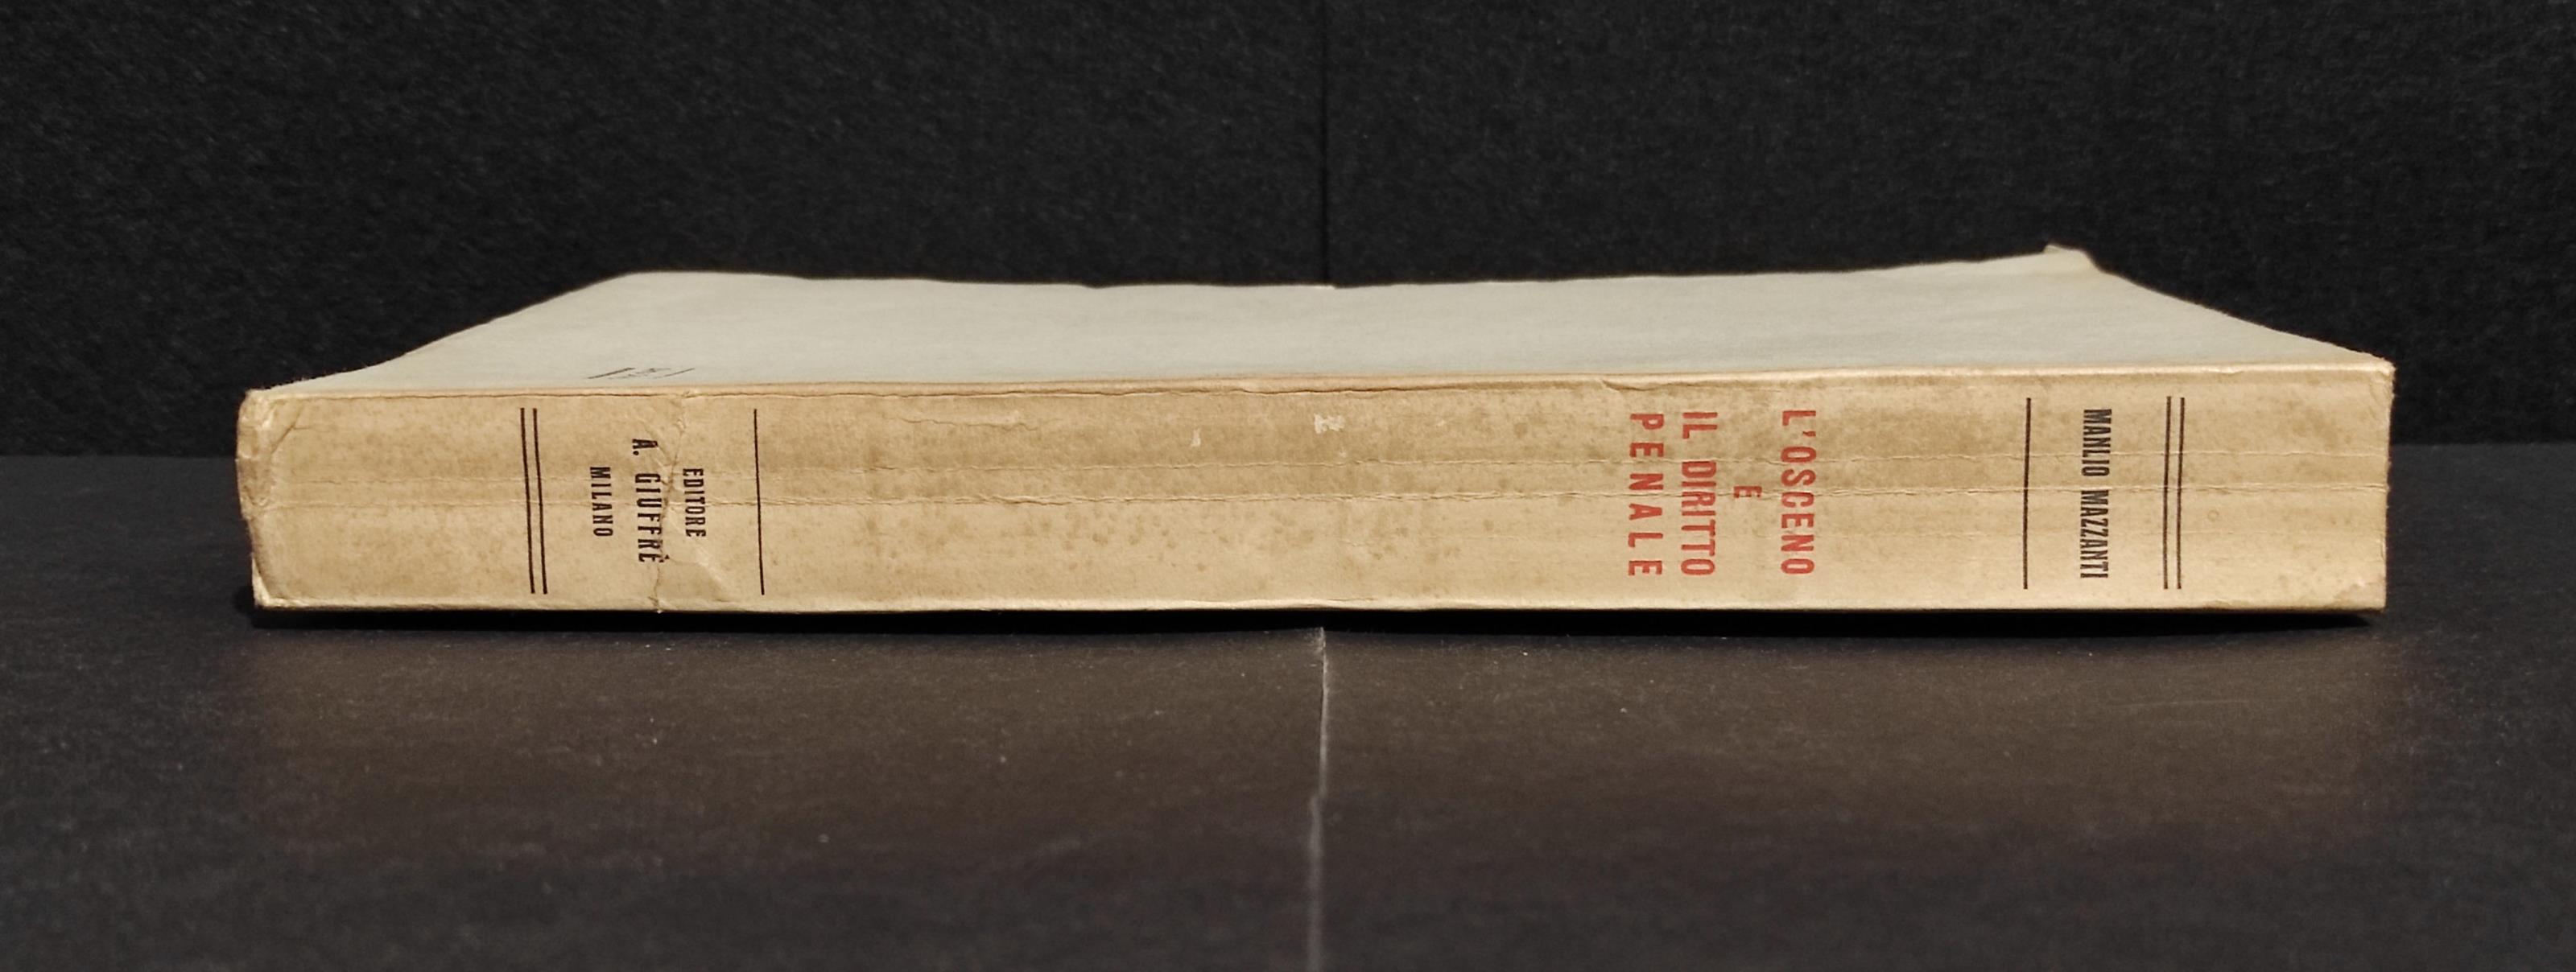 MANLIO MAZZANTI
L'OSCENO
E
IL DIRITTO
PENALE
EDITORE
A. GIUFFRÈ
MILANO